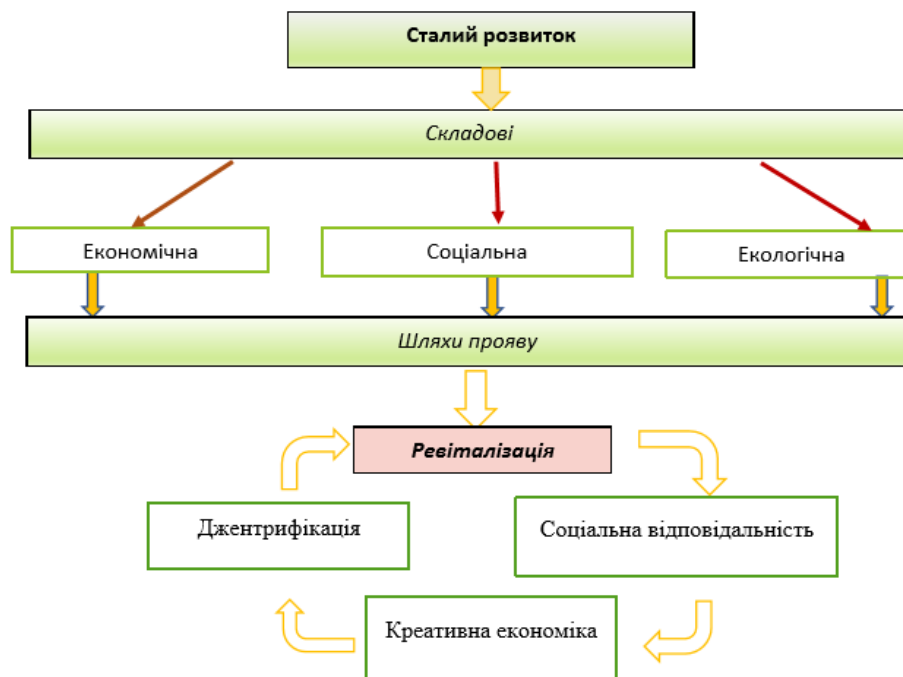 Сталий розвиток
Складові
Економічна
Соціальна
Екологічна
Шляхи прояву
Ревіталізація
Джентрифікація
Соціальна відповідальність
Креативна економіка